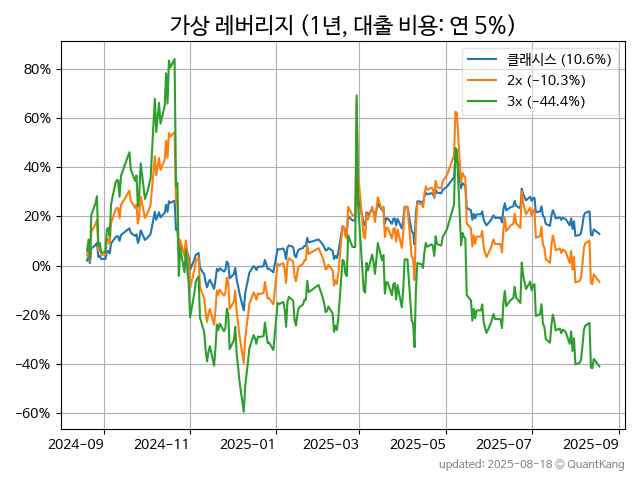 가상 레버리지 (1년, 대출 비용: 연 5%)
클래시스 (10.6%)
2x (−10.3%)
3x (−44.4%)
80%
60%
40%
20%
0%
−20%
−40%
−60%
2024-09 2024-11 2025-01 2025-03 2025-05 2025-07 2025-09
updated: 2025-08-18 © QuantKang